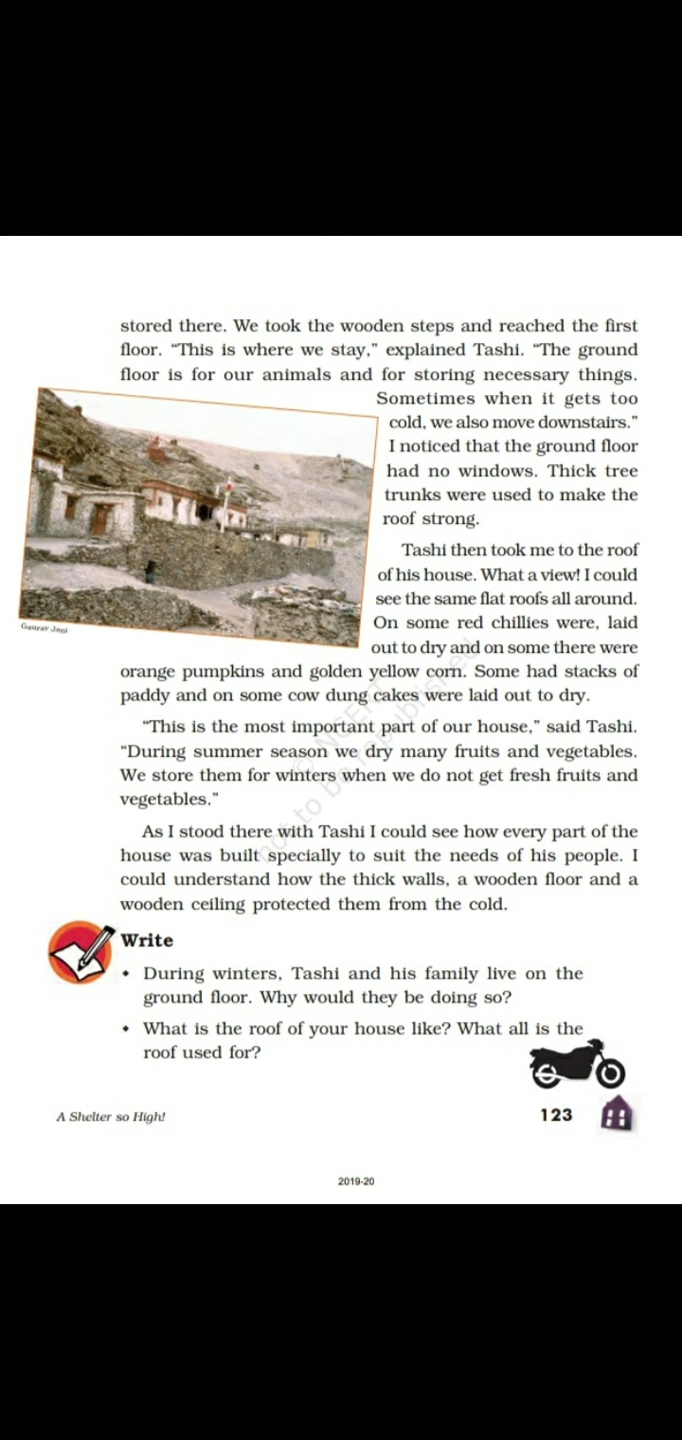 stored there. We took the wooden steps and reached the first
floor. “This is where we stay,” explained Tashi. “The ground
floor is for our animals and for storing necessary things.
Sometimes when it gets too
cold, we also move downstairs.”
I noticed that the ground floor
had no windows. Thick tree
trunks were used to make the
roof strong.
Gaurav Jani
Tashi then took me to the roof
of his house. What a view! I could
see the same flat roofs all around.
On some red chillies were, laid
out to dry and on some there were
orange pumpkins and golden yellow corn. Some had stacks of
paddy and on some cow dung cakes were laid out to dry.
“This is the most important part of our house,” said Tashi.
“During summer season we dry many fruits and vegetables.
We store them for winters when we do not get fresh fruits and
vegetables.”
As I stood there with Tashi I could see how every part of the
house was built specially to suit the needs of his people. I
could understand how the thick walls, a wooden floor and a
wooden ceiling protected them from the cold.
© NCERT
not to be republished
Write
• During winters, Tashi and his family live on the
ground floor. Why would they be doing so?
• What is the roof of your house like? What all is the
roof used for?
A Shelter so High!
123
2019-20